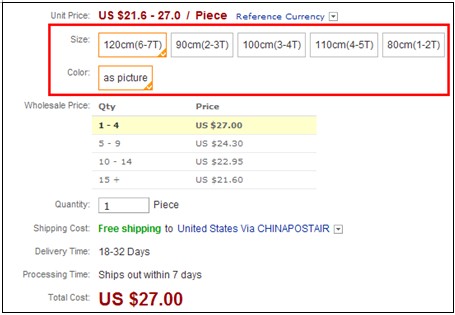 Unit Price: US $21.6 - 27.0 / Piece Reference Currency
Size: 120cm(6-7T) 90cm(2-3T) 100cm(3-4T) 110cm(4-5T) 80cm(1-2T)
Color: as picture
Wholesale Price: Qty Price
1 - 4 US $27.00
5 - 9 US $24.30
10 - 14 US $22.95
15 + US $21.60
Quantity: 1 Piece
Shipping Cost: Free shipping to United States Via CHINAPOSTAIR
Delivery Time: 18-32 Days
Processing Time: Ships out within 7 days
Total Cost: US $27.00